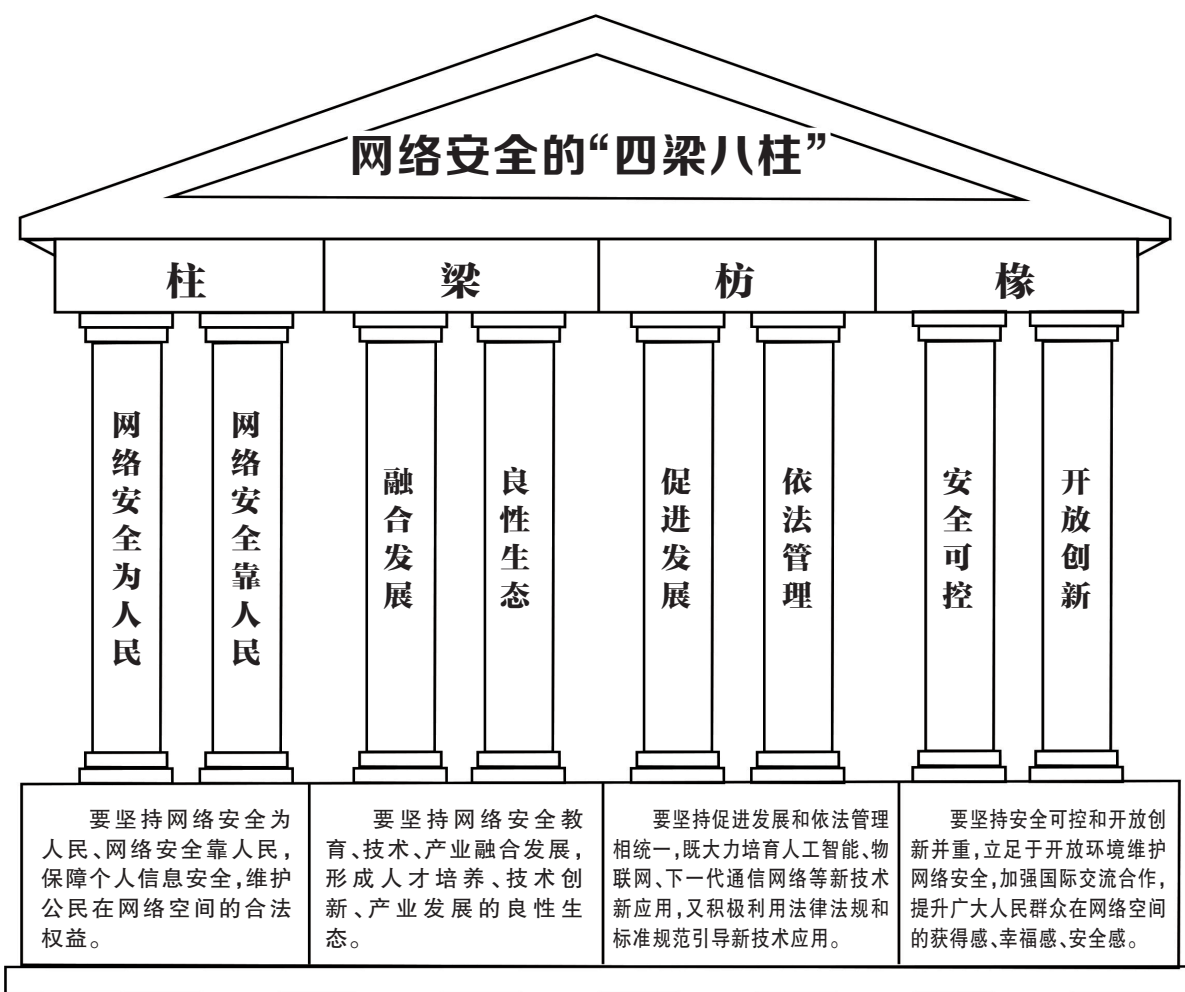 网络安全的“四梁八柱”
柱
梁
枋
椽
网络安全为人民
网络安全靠人民
融合发展
良性生态
促进发展
依法管理
安全可控
开放创新
要坚持网络安全为
人民、网络安全靠人民，
保障个人信息安全，维护
公民在网络空间的合法
权益。
要坚持网络安全教
育、技术、产业融合发展，
形成人才培养、技术创
新、产业发展的良性生
态。
要坚持促进发展和依法管理
相统一，既大力培育人工智能、物
联网、下一代通信网络等新技术
新应用，又积极利用法律法规和
标准规范引导新技术应用。
要坚持安全可控和开放创
新并重，立足于开放环境维护
网络安全，加强国际交流合作，
提升广大人民群众在网络空间
的获得感、幸福感、安全感。